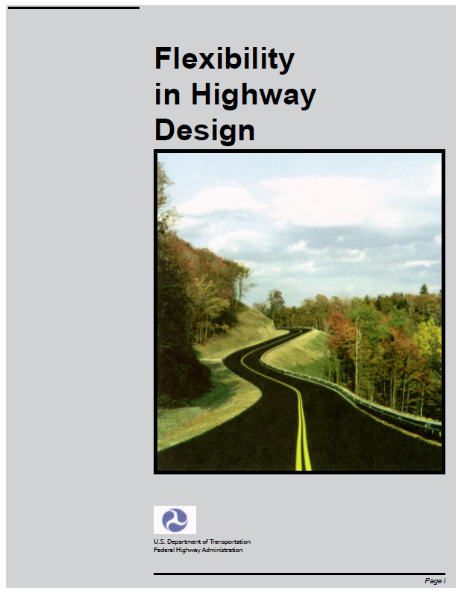 Flexibility
in Highway
Design
U.S. Department of Transportation
Federal Highway Administration
Page i